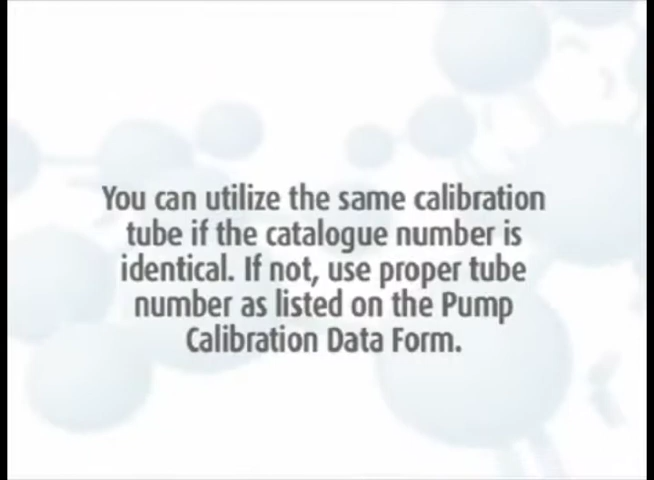 You can utilize the same calibration
tube if the catalogue number is
identical. If not, use proper tube
number as listed on the Pump
Calibration Data Form.